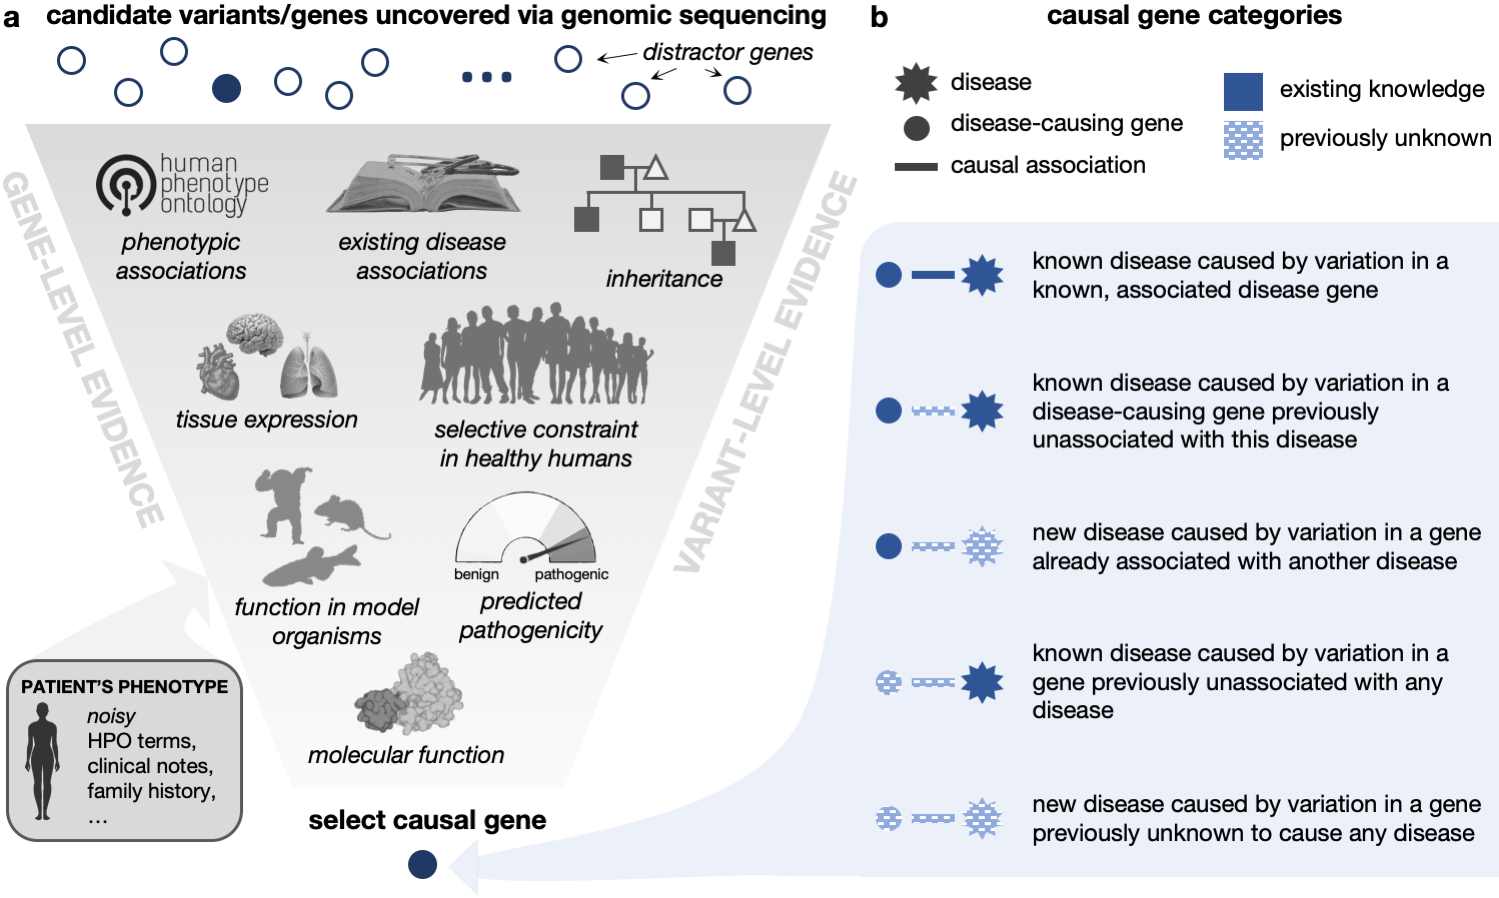 a candidate variants/genes uncovered via genomic sequencing
distractor genes
GENE-LEVEL EVIDENCE
VARIANT-LEVEL EVIDENCE
human
phenotype
ontology
phenotypic
associations
existing disease
associations
inheritance
tissue expression
selective constraint
in healthy humans
function in model
organisms
benign
pathogenic
predicted
pathogenicity
molecular function
PATIENT'S PHENOTYPE
noisy
HPO terms,
clinical notes,
family history,
...
select causal gene
b causal gene categories
disease
disease-causing gene
causal association
existing knowledge
previously unknown
known disease caused by variation in a
known, associated disease gene
known disease caused by variation in a
disease-causing gene previously
unassociated with this disease
new disease caused by variation in a gene
already associated with another disease
known disease caused by variation in a
gene previously unassociated with any
disease
new disease caused by variation in a gene
previously unknown to cause any disease